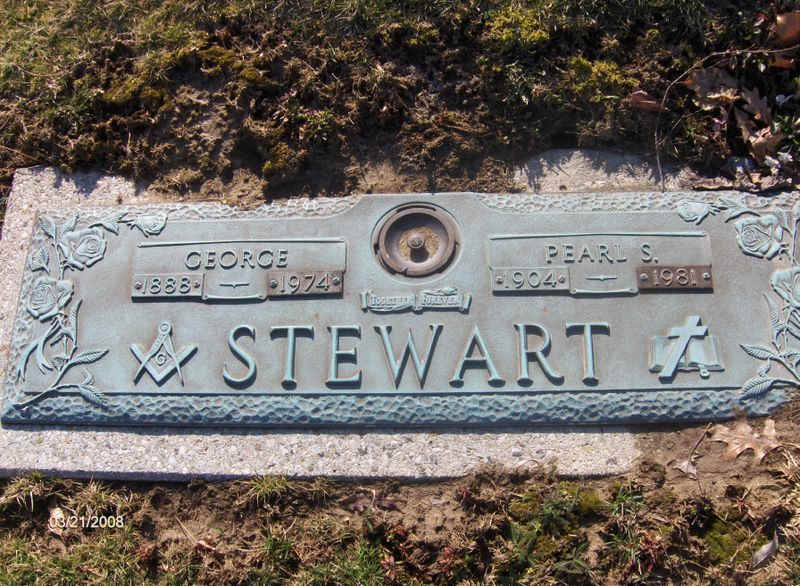 GEORGE
1888 1974
PEARL S.
1904 1981
TOGETHER FOREVER
STEWART
03/21/2008